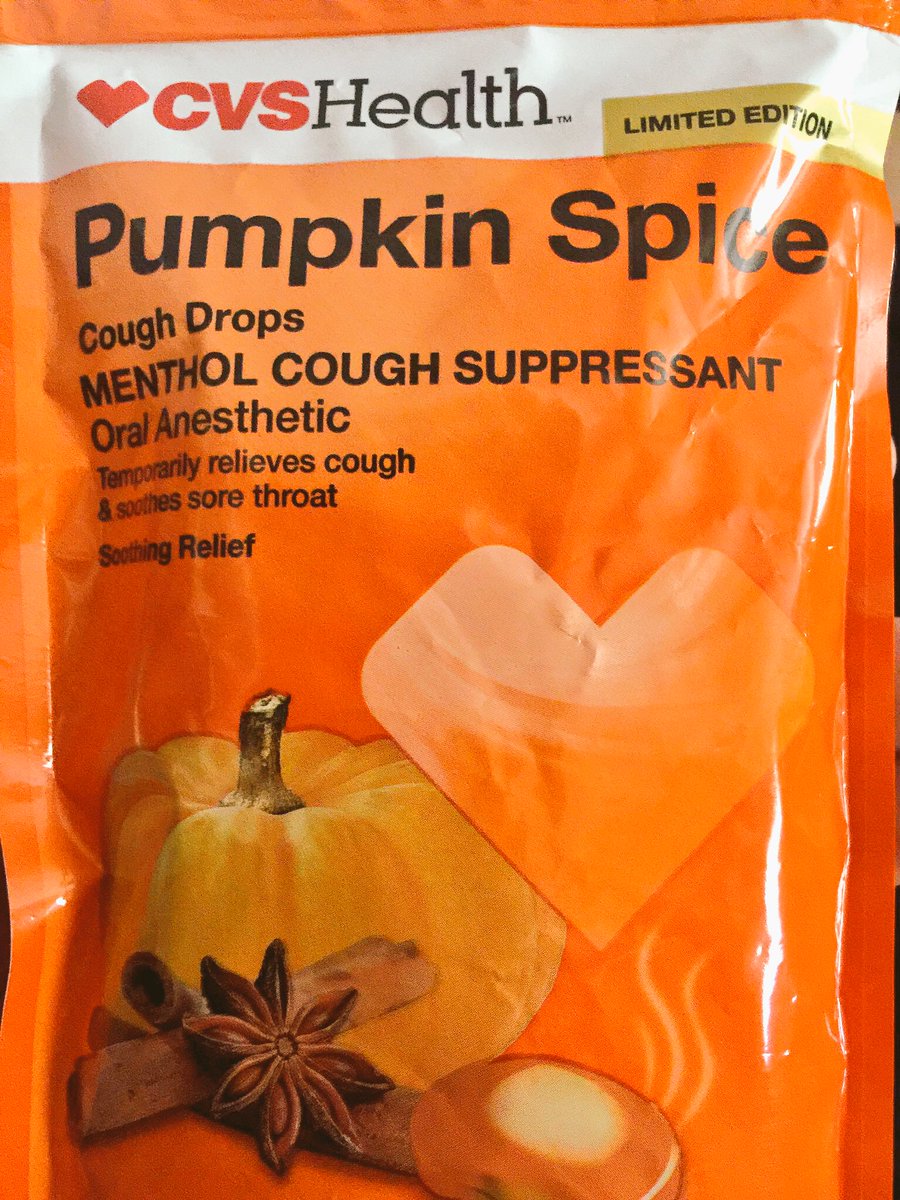 CVSHealth™
LIMITED EDITION
Pumpkin Spice
Cough Drops
MENTHOL COUGH SUPPRESSANT
Oral Anesthetic
Temporarily relieves cough
& soothes sore throat
Soothing Relief